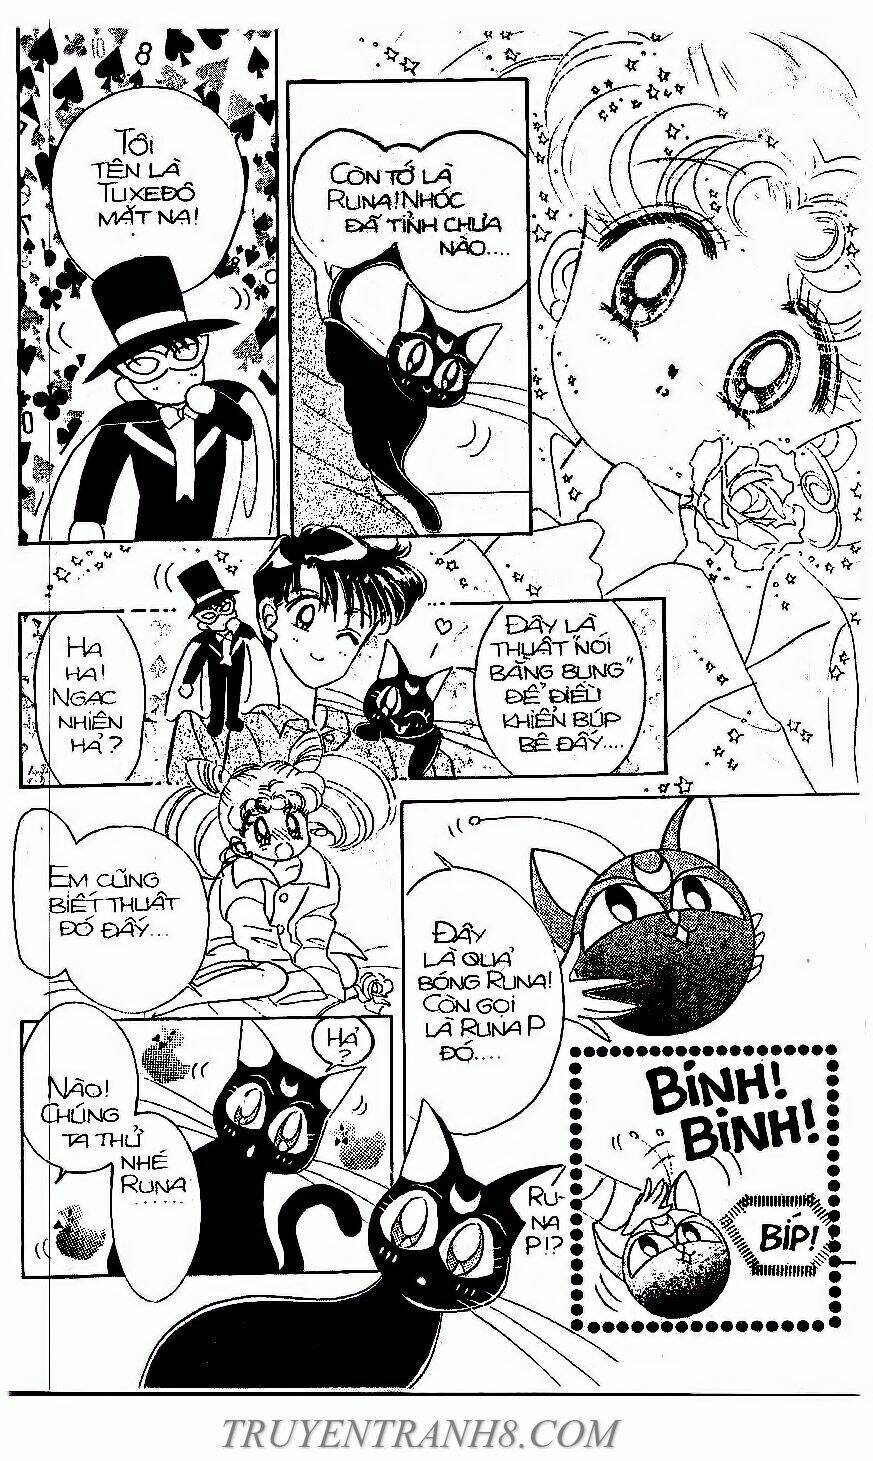 8
TÔI
TÊN LÀ
TUXEĐÔ
MẶT NẠ!
CÒN TỚ LÀ
RUNA! NHÓC
ĐÃ TỈNH CHƯA
NÀO....
HA
HA!
NGẠC
NHIÊN
HẢ?
ĐÂY LÀ
THUẬT "NÓI
BẰNG BỤNG"
ĐỂ ĐIỀU
KHIỂN BÚP
BÊ ĐẤY....
EM CŨNG
BIẾT THUẬT
ĐÓ ĐẤY...
ĐÂY
LÀ QUẢ
BÓNG RUNA!
CÒN GỌI
LÀ RUNA P
ĐÓ....
NÀO!
CHÚNG
TA THỬ
NHÉ
RUNA
......
HẢ
?
RU-
NA
P!?
BÍNH!
BINH!
BÍP!
TRUYENTRANH8.COM